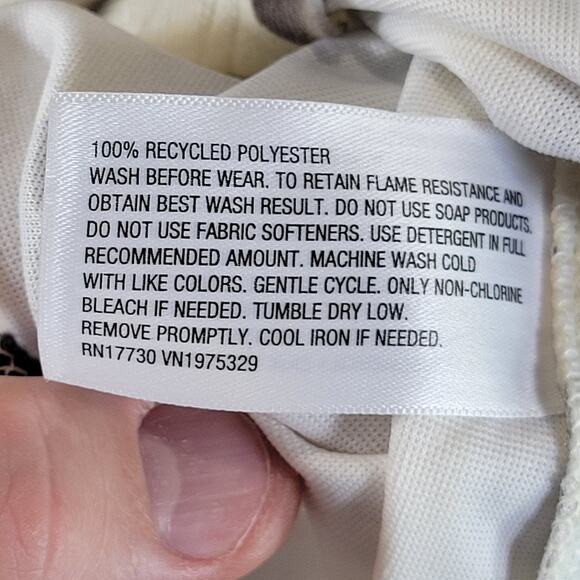 100% RECYCLED POLYESTER
WASH BEFORE WEAR. TO RETAIN FLAME RESISTANCE AND
OBTAIN BEST WASH RESULT. DO NOT USE SOAP PRODUCTS.
DO NOT USE FABRIC SOFTENERS. USE DETERGENT IN FULL
RECOMMENDED AMOUNT. MACHINE WASH COLD
WITH LIKE COLORS. GENTLE CYCLE. ONLY NON-CHLORINE
BLEACH IF NEEDED. TUMBLE DRY LOW.
REMOVE PROMPTLY. COOL IRON IF NEEDED.
RN17730 VN1975329